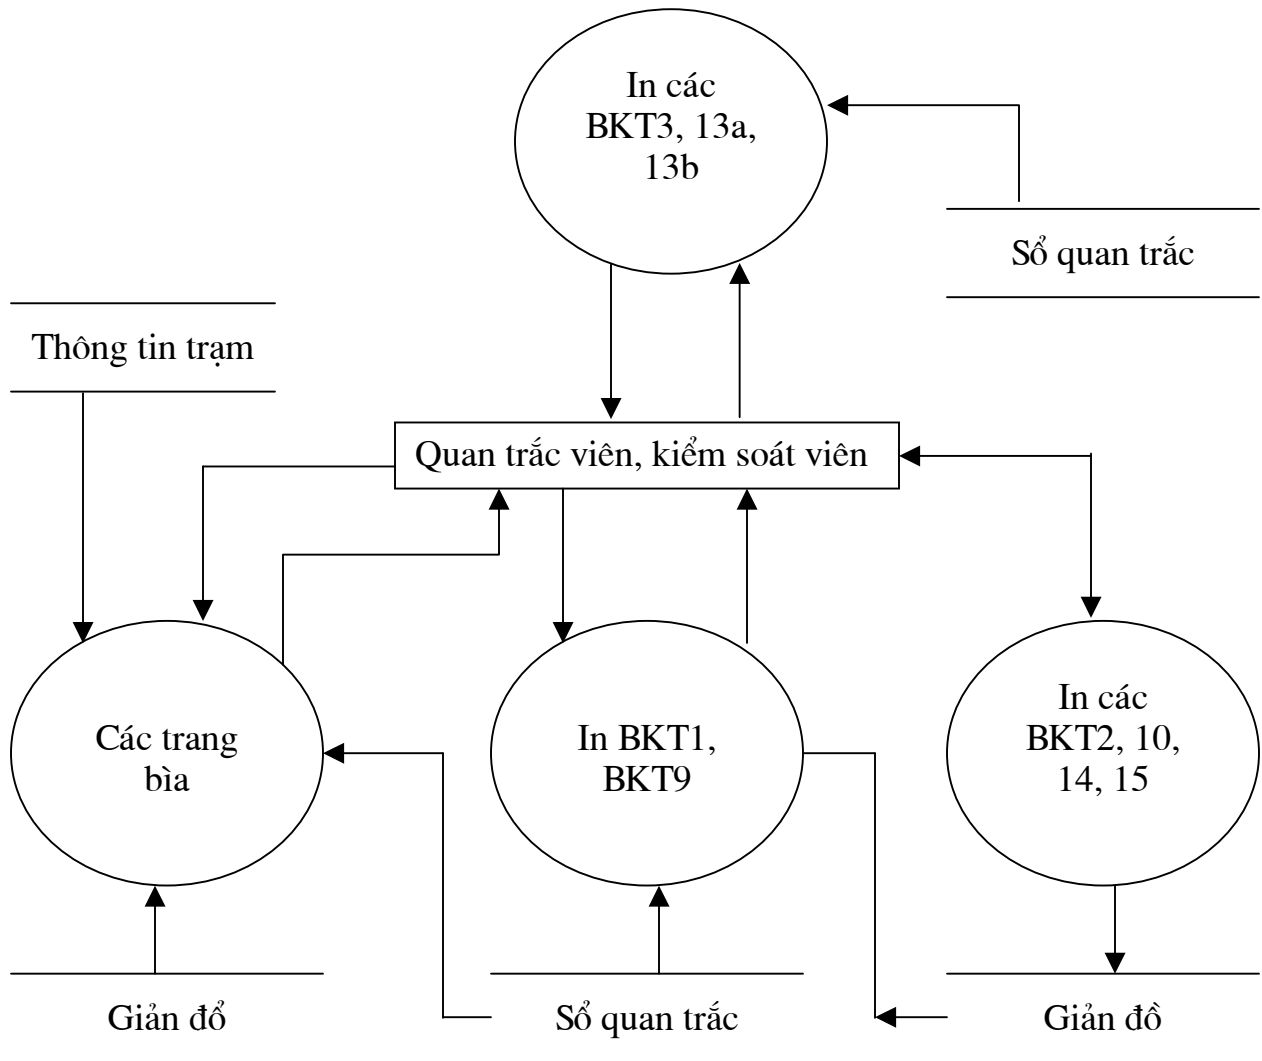 In các
BKT3, 13a,
13b
Sổ quan trắc
Thông tin trạm
Quan trắc viên, kiểm soát viên
Các trang
bìa
In BKT1,
BKT9
In các
BKT2, 10,
14, 15
Giản đổ
Sổ quan trắc
Giản đồ